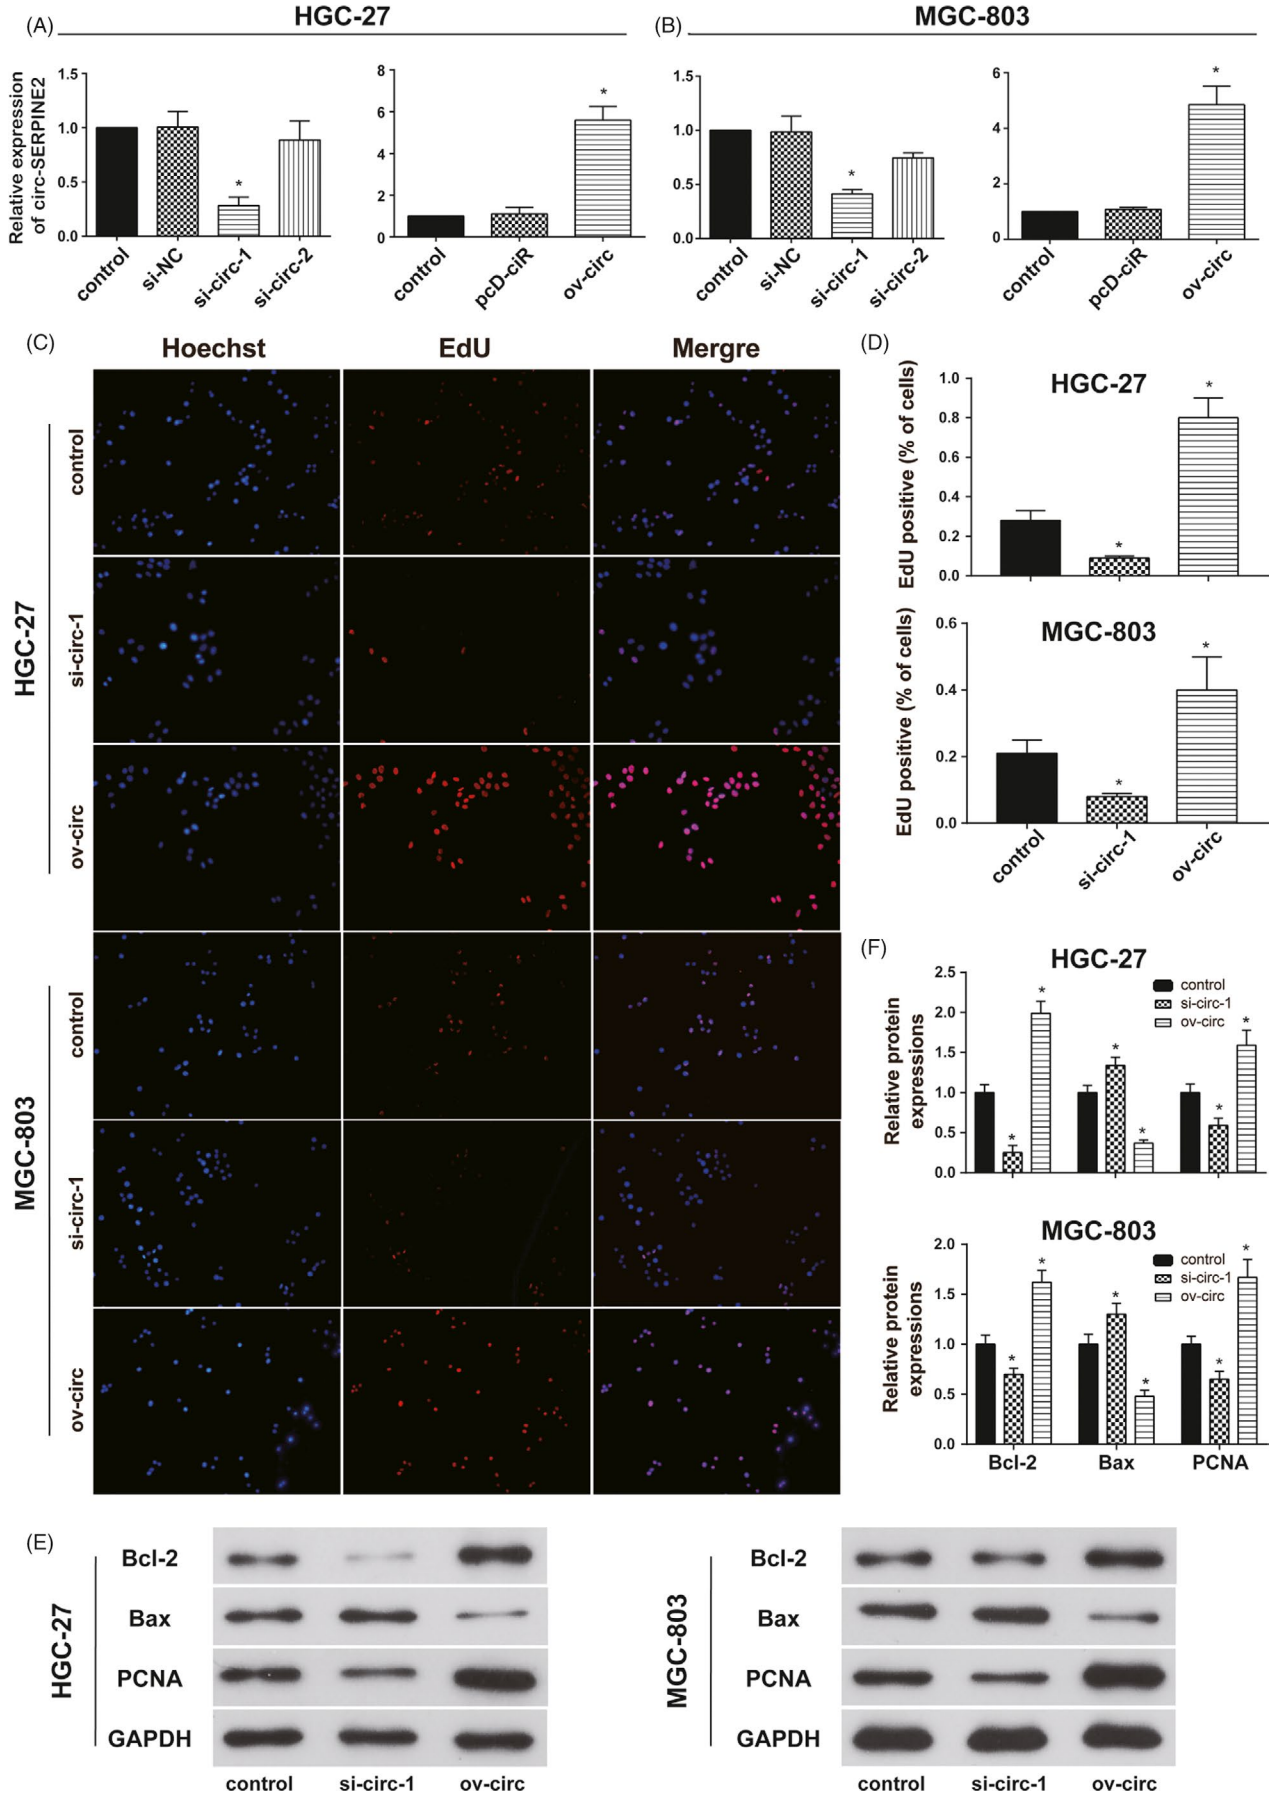 (A) HGC-27
Relative expression
of circ-SERPINE2
1.5
1.0
0.5
0.0
*
control si-NC si-circ-1 si-circ-2
8
6
4
2
0
*
control pcD-ciR ov-circ
(B) MGC-803
1.5
1.0
0.5
0.0
*
control si-NC si-circ-1 si-circ-2
6
4
2
0
*
control pcD-ciR ov-circ
(C)
Hoechst EdU Mergre
HGC-27
control
si-circ-1
ov-circ
MGC-803
control
si-circ-1
ov-circ
(D)
HGC-27
EdU positive (% of cells)
1.0
0.8
0.6
0.4
0.2
0.0
* *
MGC-803
EdU positive (% of cells)
0.6
0.4
0.2
0.0
* *
control si-circ-1 ov-circ
(F)
HGC-27
Relative protein
expressions
2.5
2.0
1.5
1.0
0.5
0.0
control
si-circ-1
ov-circ
* * * * * *
MGC-803
Relative protein
expressions
2.0
1.5
1.0
0.5
0.0
control
si-circ-1
ov-circ
* * * * * *
Bcl-2 Bax PCNA
(E)
HGC-27
Bcl-2
Bax
PCNA
GAPDH
control si-circ-1 ov-circ
MGC-803
Bcl-2
Bax
PCNA
GAPDH
control si-circ-1 ov-circ